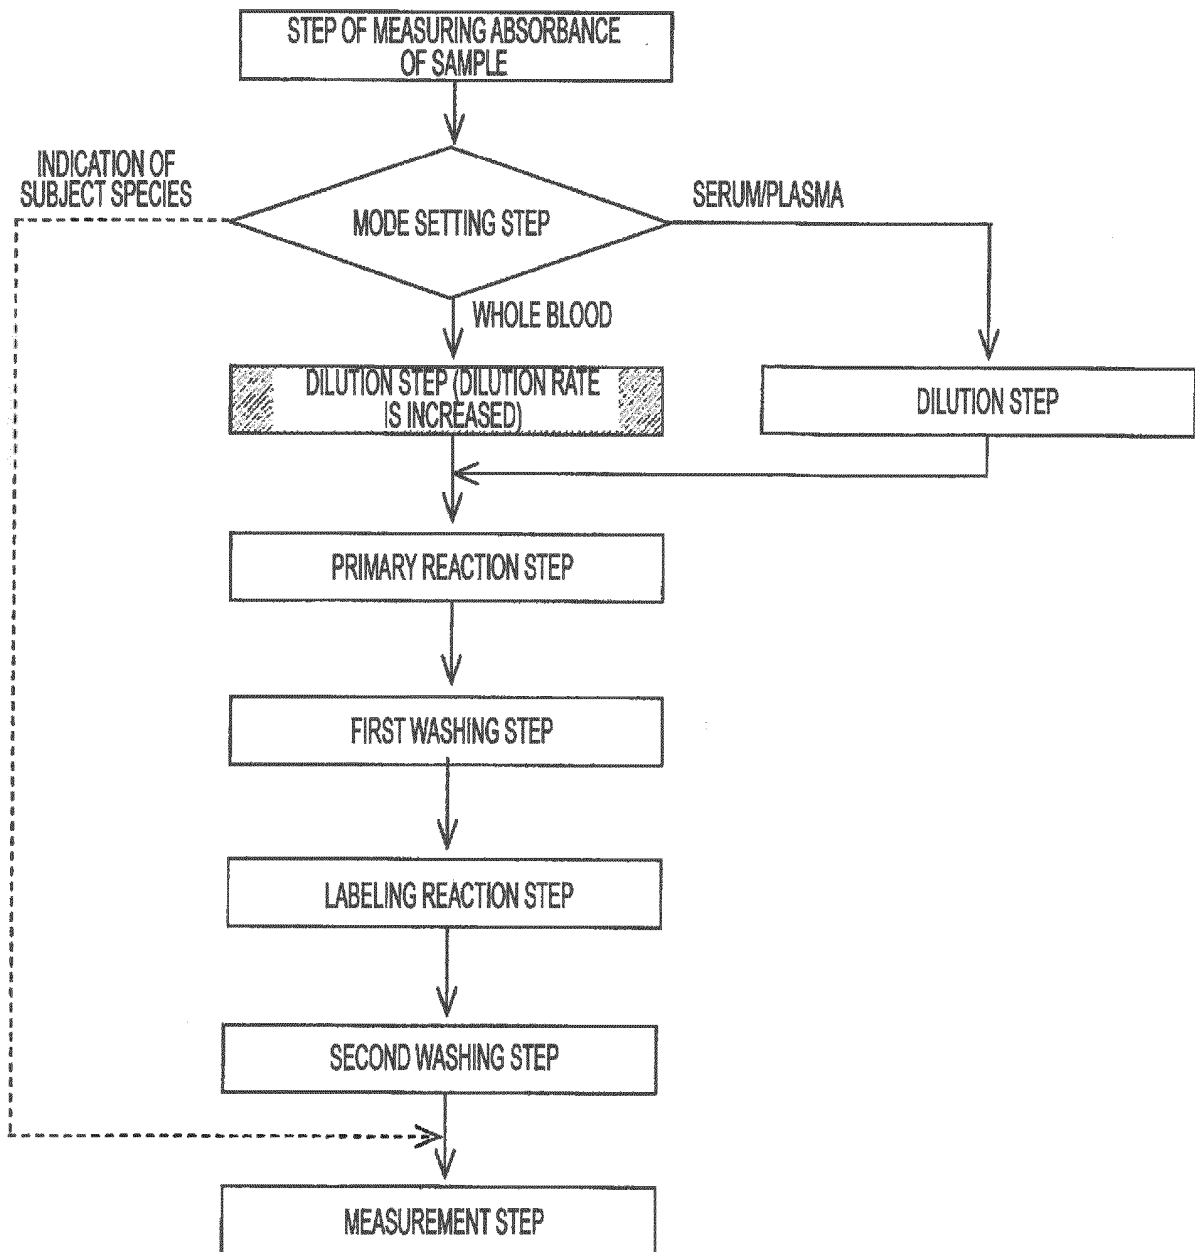 STEP OF MEASURING ABSORBANCE
OF SAMPLE
INDICATION OF
SUBJECT SPECIES
MODE SETTING STEP
SERUM/PLASMA
WHOLE BLOOD
DILUTION STEP (DILUTION RATE
IS INCREASED)
DILUTION STEP
PRIMARY REACTION STEP
FIRST WASHING STEP
LABELING REACTION STEP
SECOND WASHING STEP
MEASUREMENT STEP